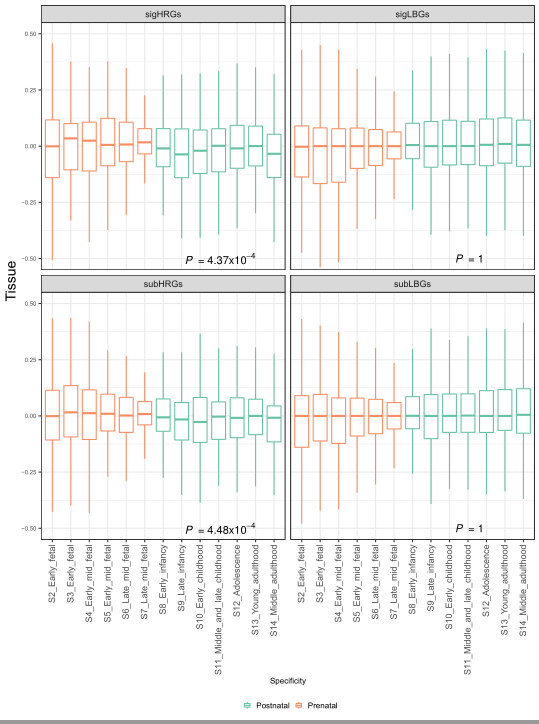 sigHRGs sigLBGs
0.50
0.25
0.00
−0.25
−0.50
P = 4.37x10−4 P = 1
Tissue
subHRGs subLBGs
0.50
0.25
0.00
−0.25
−0.50
P = 4.48x10−4 P = 1
S2_Early_fetal
S3_Early_fetal
S4_Early_mid_fetal
S5_Early_mid_fetal
S6_Late_mid_fetal
S7_Late_mid_fetal
S8_Early_infancy
S9_Late_infancy
S10_Early_childhood
S11_Middle_and_late_childhood
S12_Adolescence
S13_Young_adulthood
S14_Middle_adulthood
S2_Early_fetal
S3_Early_fetal
S4_Early_mid_fetal
S5_Early_mid_fetal
S6_Late_mid_fetal
S7_Late_mid_fetal
S8_Early_infancy
S9_Late_infancy
S10_Early_childhood
S11_Middle_and_late_childhood
S12_Adolescence
S13_Young_adulthood
S14_Middle_adulthood
Specificity
Postnatal Prenatal